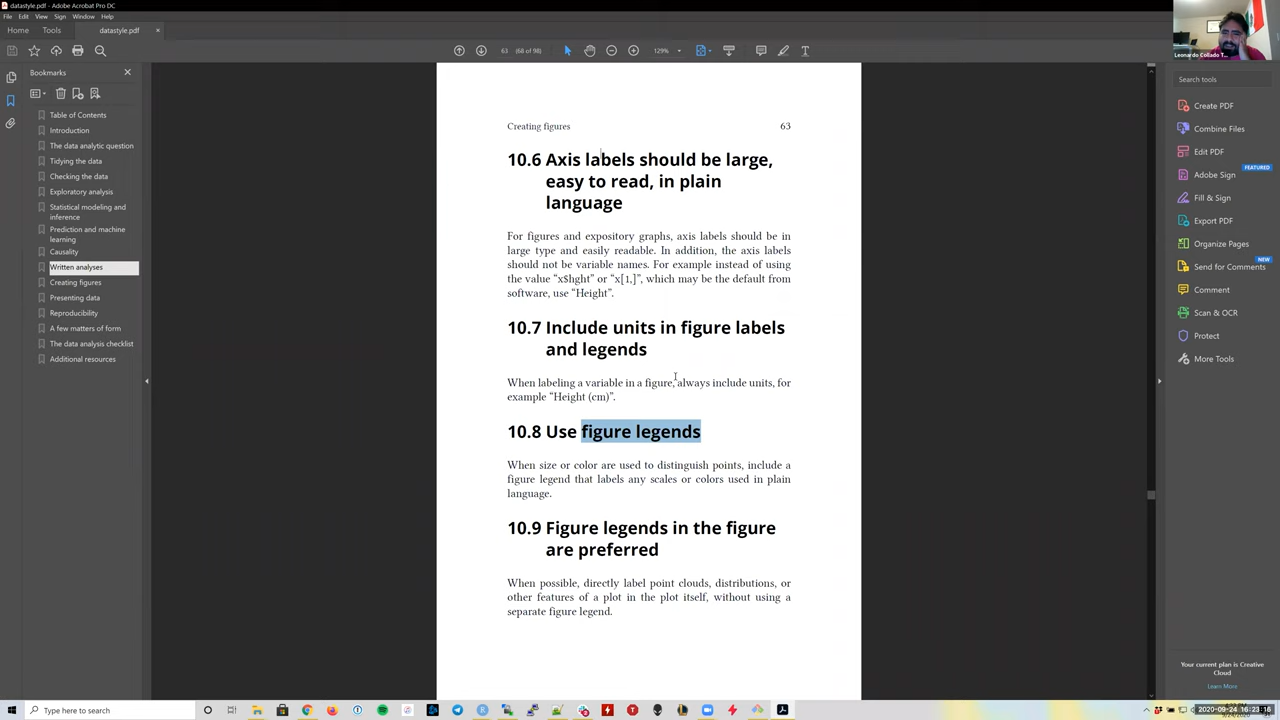 datastyle.pdf - Adobe Acrobat Pro DC
File Edit View Sign Window Help
Home Tools datastyle.pdf ×
63 (68 of 98) 129%
Leonardo Collado T...
Bookmarks
Table of Contents
Introduction
The data analytic question
Tidying the data
Checking the data
Exploratory analysis
Statistical modeling and
inference
Prediction and machine
learning
Causality
Written analyses
Creating figures
Presenting data
Reproducibility
A few matters of form
The data analysis checklist
Additional resources
Creating figures 63
10.6 Axis labels should be large,
easy to read, in plain
language
For figures and expository graphs, axis labels should be in
large type and easily readable. In addition, the axis labels
should not be variable names. For example instead of using
the value “x$hght” or “x[1,]”, which may be the default from
software, use “Height”.
10.7 Include units in figure labels
and legends
When labeling a variable in a figure, always include units, for
example “Height (cm)”.
10.8 Use figure legends
When size or color are used to distinguish points, include a
figure legend that labels any scales or colors used in plain
language.
10.9 Figure legends in the figure
are preferred
When possible, directly label point clouds, distributions, or
other features of a plot in the plot itself, without using a
separate figure legend.
Search tools
Create PDF
Combine Files
Edit PDF
FEATURED
Adobe Sign
Fill & Sign
Export PDF
Organize Pages
NEW
Send for Comments
Comment
Scan & OCR
Protect
More Tools
Your current plan is Creative
Cloud
Learn More
Type here to search
2020-09-24 16:23:16